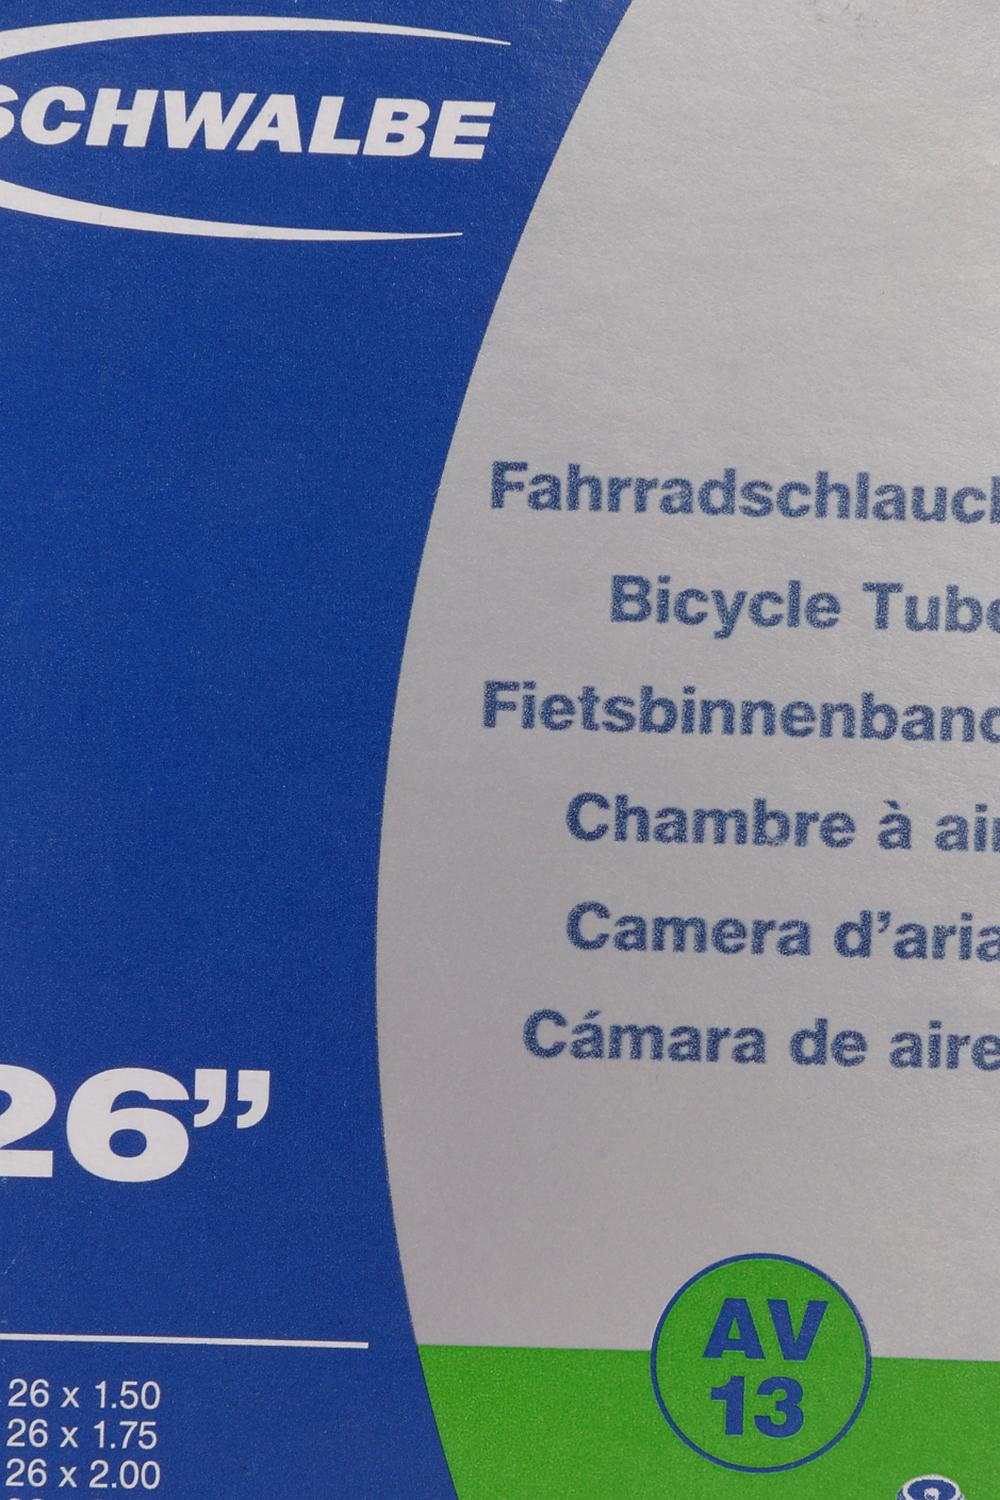 SCHWALBE
Fahrradschlauch
Bicycle Tube
Fietsbinnenband
Chambre à air
Camera d’aria
Cámara de aire
26”
AV
13
26 x 1.50
26 x 1.75
26 x 2.00